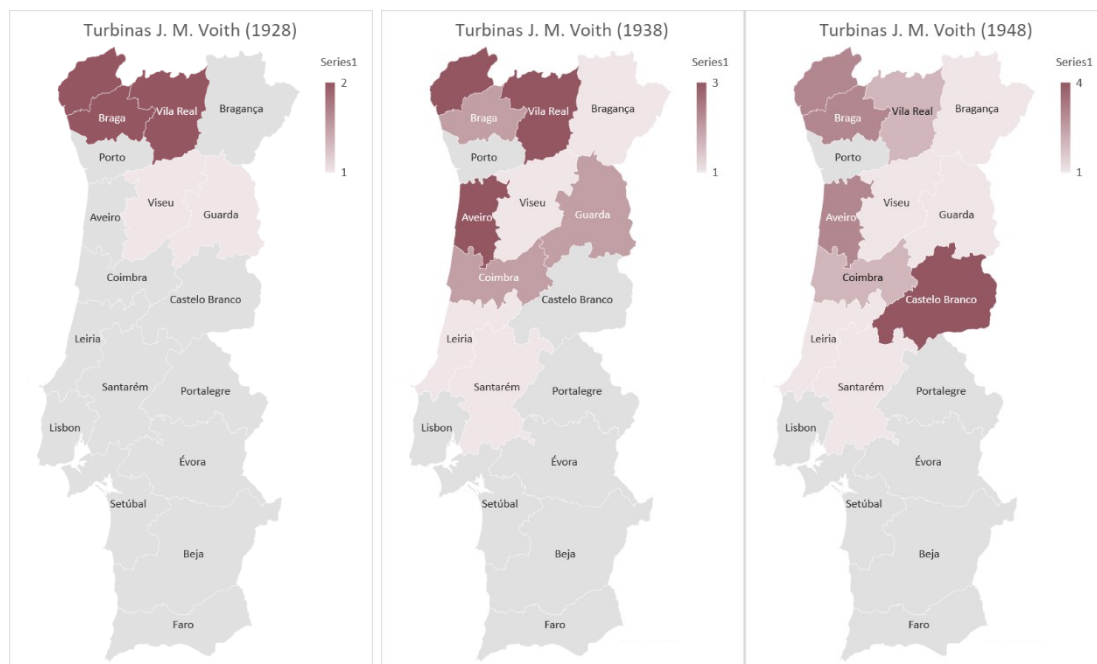 Turbinas J. M. Voith (1928)
Series1
2
1
Braga
Vila Real
Bragança
Porto
Aveiro
Viseu
Guarda
Coimbra
Castelo Branco
Leiria
Santarém
Portalegre
Lisbon
Évora
Setúbal
Beja
Faro
Turbinas J. M. Voith (1938)
Series1
3
1
Braga
Vila Real
Bragança
Porto
Aveiro
Viseu
Guarda
Coimbra
Castelo Branco
Leiria
Santarém
Portalegre
Lisbon
Évora
Setúbal
Beja
Faro
Turbinas J. M. Voith (1948)
Series1
4
1
Braga
Vila Real
Bragança
Porto
Aveiro
Viseu
Guarda
Coimbra
Castelo Branco
Leiria
Santarém
Portalegre
Lisbon
Évora
Setúbal
Beja
Faro